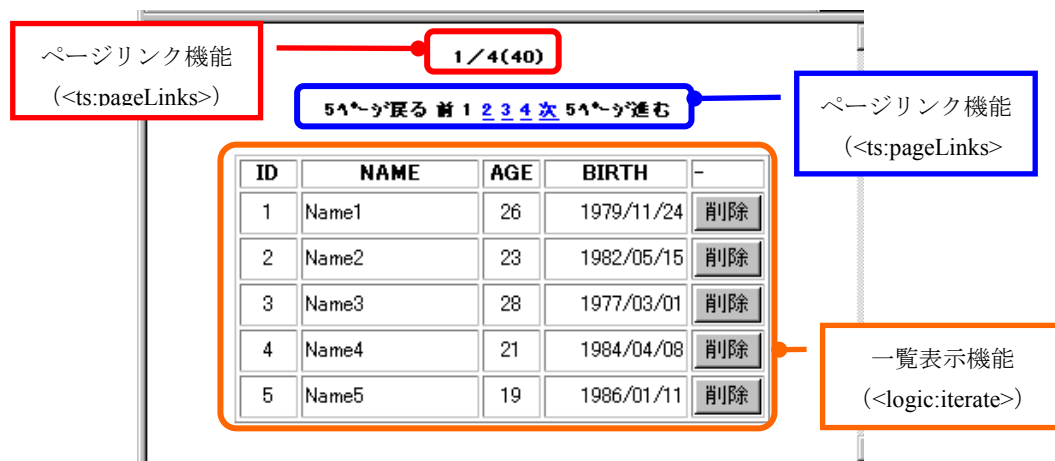 ページリンク機能
（<ts:pageLinks>）
1／4(40)
5ﾍﾟｰｼﾞ戻る 前 1 2 3 4 次 5ﾍﾟｰｼﾞ進む
ページリンク機能
（<ts:pageLinks>
ID NAME AGE BIRTH -
1 Name1 26 1979/11/24 削除
2 Name2 23 1982/05/15 削除
3 Name3 28 1977/03/01 削除
4 Name4 21 1984/04/08 削除
5 Name5 19 1986/01/11 削除
一覧表示機能
（<logic:iterate>）